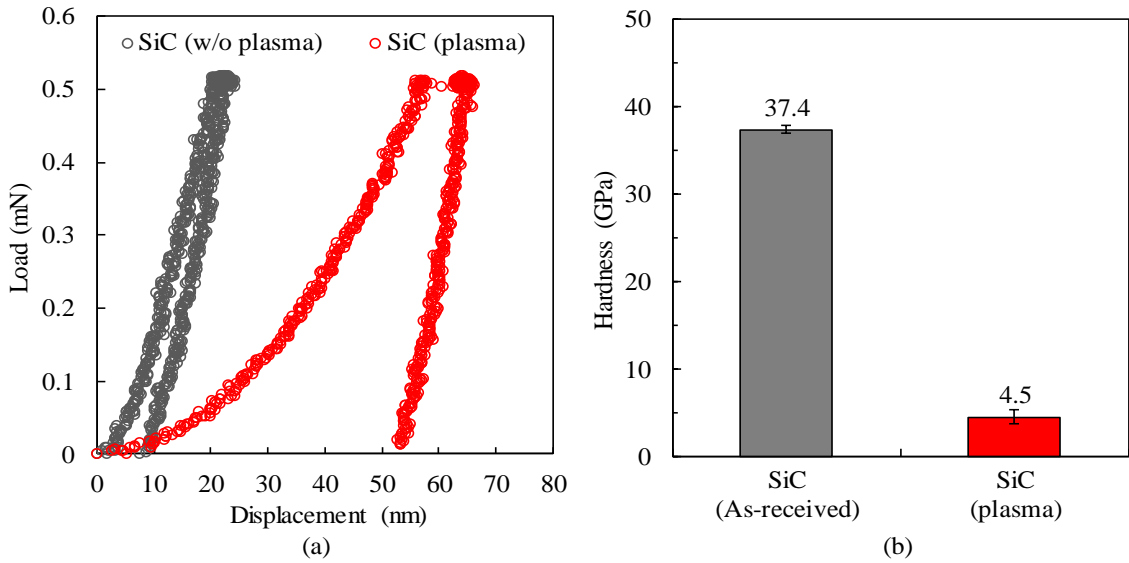 0.6
0.5
0.4
0.3
0.2
0.1
0
0 10 20 30 40 50 60 70 80
Load (mN)
Displacement (nm)
SiC (w/o plasma) SiC (plasma)
(a)
50
40
30
20
10
0
Hardness (GPa)
37.4
4.5
SiC
(As-received)
SiC
(plasma)
(b)